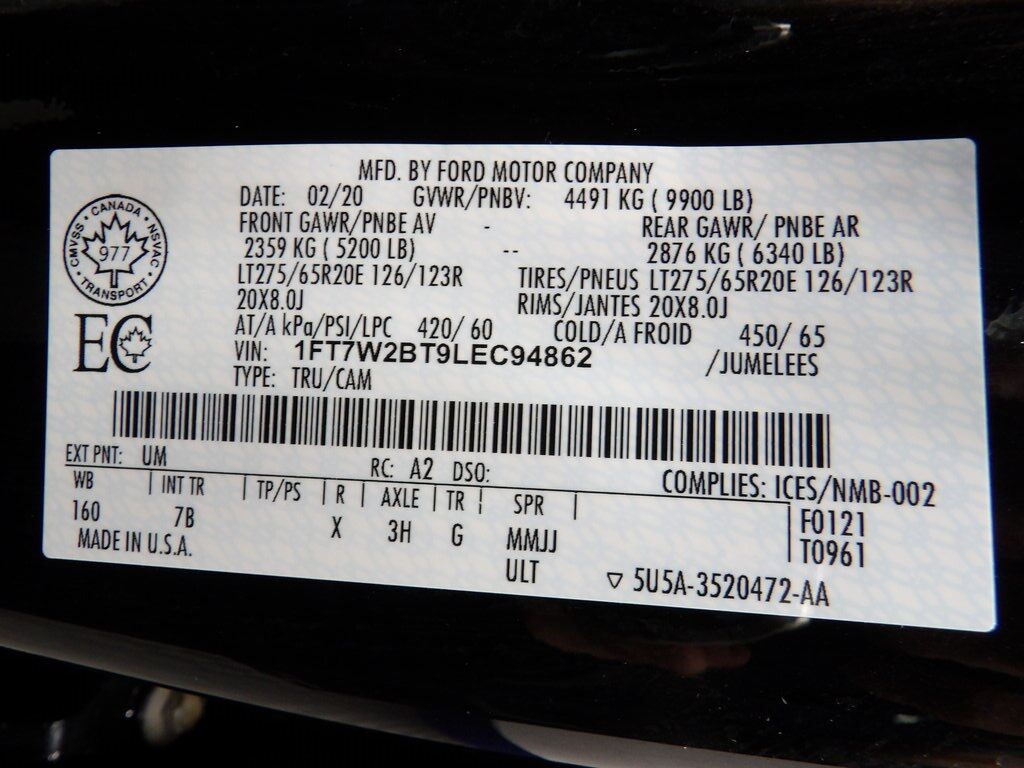 MFD. BY FORD MOTOR COMPANY
DATE: 02/20 GVWR/PNBV: 4491 KG ( 9900 LB)
FRONT GAWR/PNBE AV - REAR GAWR/ PNBE AR
2359 KG ( 5200 LB) -- 2876 KG ( 6340 LB)
LT275/65R20E 126/123R TIRES/PNEUS LT275/65R20E 126/123R
20X8.0J RIMS/JANTES 20X8.0J
AT/A kPa/PSI/LPC 420/ 60 COLD/A FROID 450/ 65
VIN: 1FT7W2BT9LEC94862 /JUMELEES
TYPE: TRU/CAM
CANADA
CMVSS NSVAC
977
TRANSPORT
EC
EXT PNT: UM RC: A2 DSO: COMPLIES: ICES/NMB-002
WB | INT TR | TP/PS | R | AXLE | TR | SPR | F0121
160 7B X 3H G MMJJ T0961
MADE IN U.S.A. ULT ▽ 5U5A-3520472-AA